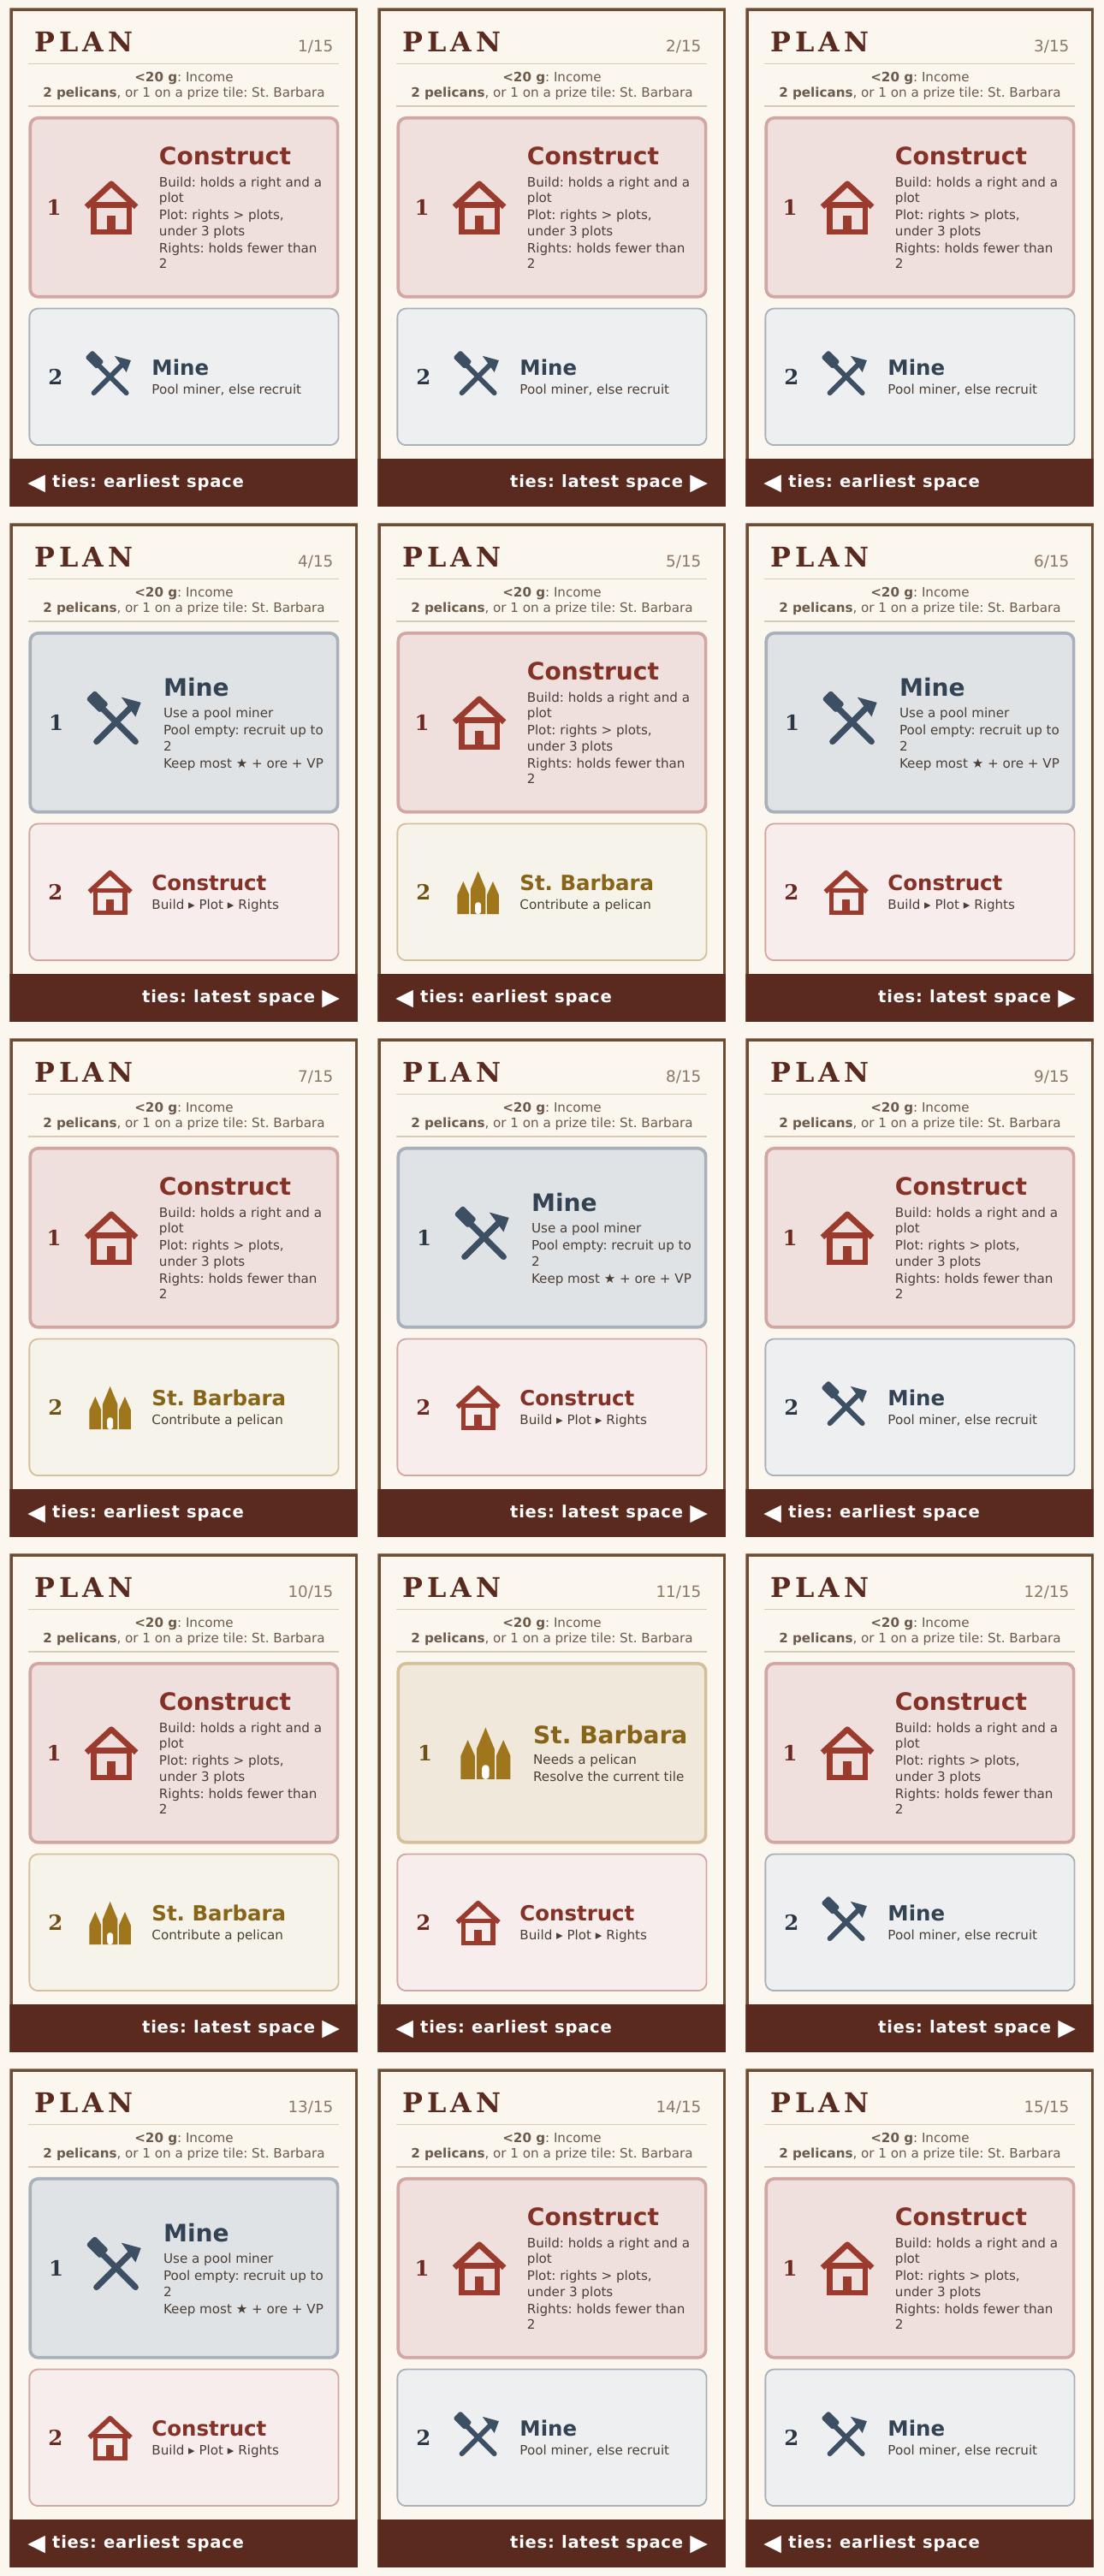 PLAN 1/15
<20 g: Income
2 pelicans, or 1 on a prize tile: St. Barbara
1
Construct
Build: holds a right and a
plot
Plot: rights > plots,
under 3 plots
Rights: holds fewer than
2
2
Mine
Pool miner, else recruit
◀ ties: earliest space
PLAN 2/15
<20 g: Income
2 pelicans, or 1 on a prize tile: St. Barbara
1
Construct
Build: holds a right and a
plot
Plot: rights > plots,
under 3 plots
Rights: holds fewer than
2
2
Mine
Pool miner, else recruit
ties: latest space ▶
PLAN 3/15
<20 g: Income
2 pelicans, or 1 on a prize tile: St. Barbara
1
Construct
Build: holds a right and a
plot
Plot: rights > plots,
under 3 plots
Rights: holds fewer than
2
2
Mine
Pool miner, else recruit
◀ ties: earliest space
PLAN 4/15
<20 g: Income
2 pelicans, or 1 on a prize tile: St. Barbara
1
Mine
Use a pool miner
Pool empty: recruit up to
2
Keep most ★ + ore + VP
2
Construct
Build ▸ Plot ▸ Rights
ties: latest space ▶
PLAN 5/15
<20 g: Income
2 pelicans, or 1 on a prize tile: St. Barbara
1
Construct
Build: holds a right and a
plot
Plot: rights > plots,
under 3 plots
Rights: holds fewer than
2
2
St. Barbara
Contribute a pelican
◀ ties: earliest space
PLAN 6/15
<20 g: Income
2 pelicans, or 1 on a prize tile: St. Barbara
1
Mine
Use a pool miner
Pool empty: recruit up to
2
Keep most ★ + ore + VP
2
Construct
Build ▸ Plot ▸ Rights
ties: latest space ▶
PLAN 7/15
<20 g: Income
2 pelicans, or 1 on a prize tile: St. Barbara
1
Construct
Build: holds a right and a
plot
Plot: rights > plots,
under 3 plots
Rights: holds fewer than
2
2
St. Barbara
Contribute a pelican
◀ ties: earliest space
PLAN 8/15
<20 g: Income
2 pelicans, or 1 on a prize tile: St. Barbara
1
Mine
Use a pool miner
Pool empty: recruit up to
2
Keep most ★ + ore + VP
2
Construct
Build ▸ Plot ▸ Rights
ties: latest space ▶
PLAN 9/15
<20 g: Income
2 pelicans, or 1 on a prize tile: St. Barbara
1
Construct
Build: holds a right and a
plot
Plot: rights > plots,
under 3 plots
Rights: holds fewer than
2
2
Mine
Pool miner, else recruit
◀ ties: earliest space
PLAN 10/15
<20 g: Income
2 pelicans, or 1 on a prize tile: St. Barbara
1
Construct
Build: holds a right and a
plot
Plot: rights > plots,
under 3 plots
Rights: holds fewer than
2
2
St. Barbara
Contribute a pelican
ties: latest space ▶
PLAN 11/15
<20 g: Income
2 pelicans, or 1 on a prize tile: St. Barbara
1
St. Barbara
Needs a pelican
Resolve the current tile
2
Construct
Build ▸ Plot ▸ Rights
◀ ties: earliest space
PLAN 12/15
<20 g: Income
2 pelicans, or 1 on a prize tile: St. Barbara
1
Construct
Build: holds a right and a
plot
Plot: rights > plots,
under 3 plots
Rights: holds fewer than
2
2
Mine
Pool miner, else recruit
ties: latest space ▶
PLAN 13/15
<20 g: Income
2 pelicans, or 1 on a prize tile: St. Barbara
1
Mine
Use a pool miner
Pool empty: recruit up to
2
Keep most ★ + ore + VP
2
Construct
Build ▸ Plot ▸ Rights
◀ ties: earliest space
PLAN 14/15
<20 g: Income
2 pelicans, or 1 on a prize tile: St. Barbara
1
Construct
Build: holds a right and a
plot
Plot: rights > plots,
under 3 plots
Rights: holds fewer than
2
2
Mine
Pool miner, else recruit
ties: latest space ▶
PLAN 15/15
<20 g: Income
2 pelicans, or 1 on a prize tile: St. Barbara
1
Construct
Build: holds a right and a
plot
Plot: rights > plots,
under 3 plots
Rights: holds fewer than
2
2
Mine
Pool miner, else recruit
◀ ties: earliest space